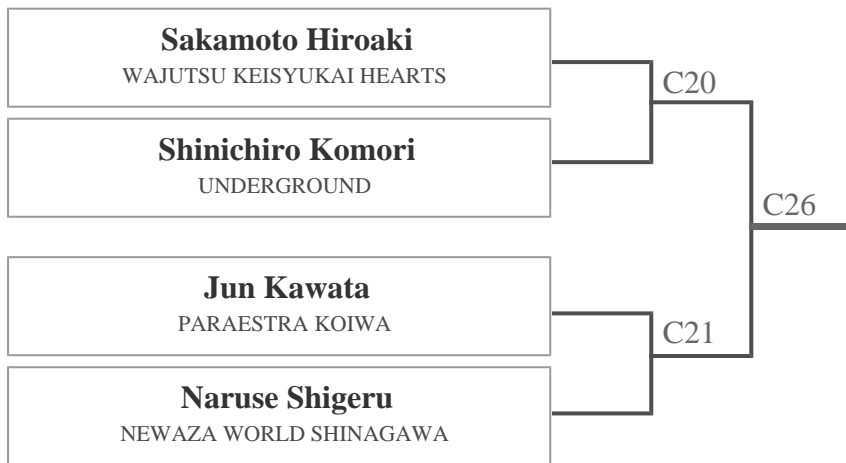 Sakamoto Hiroaki
WAJUTSU KEISYUKAI HEARTS
C20
Shinichiro Komori
UNDERGROUND
C26
Jun Kawata
PARAESTRA KOIWA
C21
Naruse Shigeru
NEWAZA WORLD SHINAGAWA